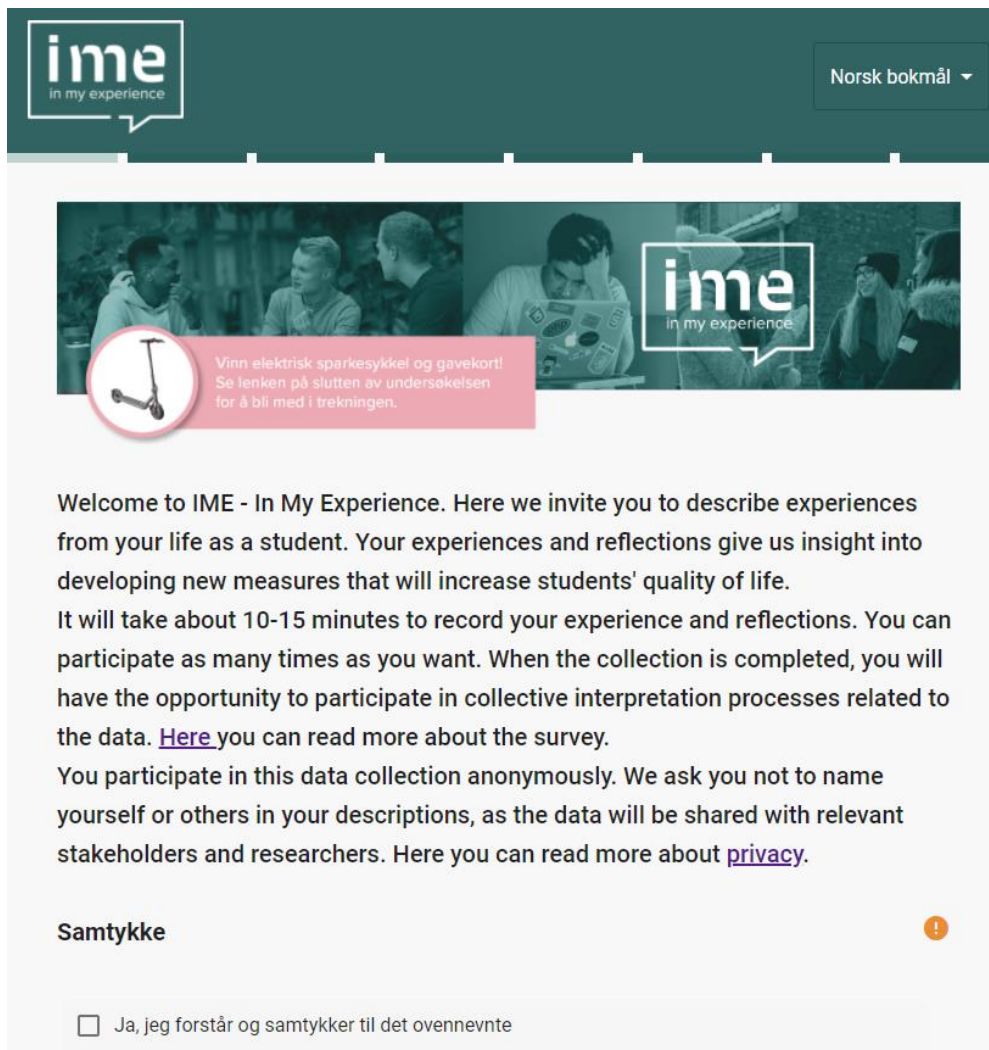 ime
in my experience
Norsk bokmål
ime
in my experience
Vinn elektrisk sparkesykkel og gavekort!
Se lenken på slutten av undersøkelsen
for å bli med i trekningen.
Welcome to IME - In My Experience. Here we invite you to describe experiences
from your life as a student. Your experiences and reflections give us insight into
developing new measures that will increase students' quality of life.
It will take about 10-15 minutes to record your experience and reflections. You can
participate as many times as you want. When the collection is completed, you will
have the opportunity to participate in collective interpretation processes related to
the data. Here you can read more about the survey.
You participate in this data collection anonymously. We ask you not to name
yourself or others in your descriptions, as the data will be shared with relevant
stakeholders and researchers. Here you can read more about privacy.
Samtykke
Ja, jeg forstår og samtykker til det ovennevnte